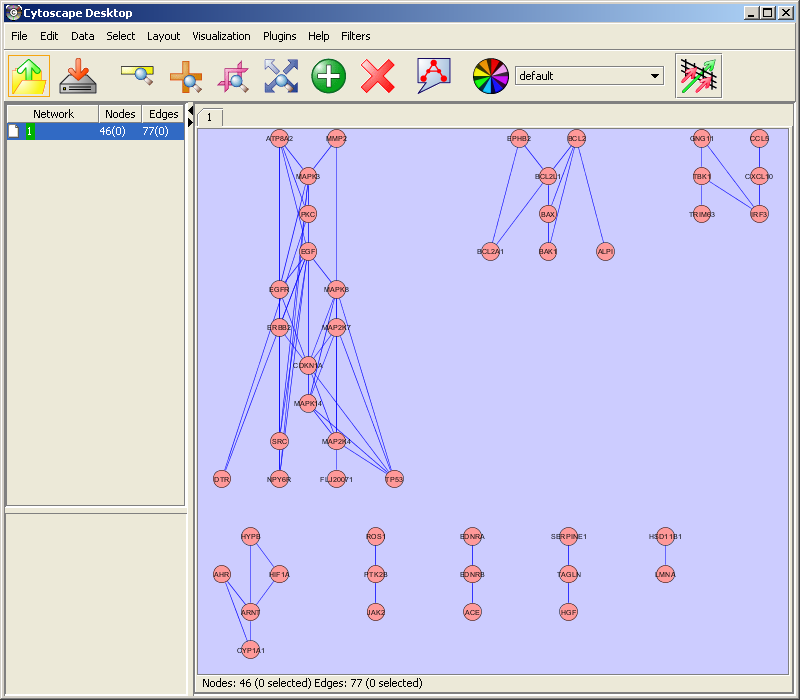 Cytoscape Desktop
File Edit Data Select Layout Visualization Plugins Help Filters
default
Network Nodes Edges
1 46(0) 77(0)
1
ATP8A2 MMP2 EPHB2 BCL2 GNG11 CCL5
MAPK3 BCL2L1 TBK1 CXCL10
PKC BAX TRIM63 IRF3
EGF BCL2A1 BAK1 ALPI
EGFR MAPK8
ERBB2 MAP2K7
CDKN1A
MAPK14
SRC MAP2K4
DTR NPY6R FLJ20071 TP53
HYPB ROS1 EDNRA SERPINE1 HSD11B1
AHR HIF1A PTK2B EDNRB TAGLN LMNA
ARNT JAK2 ACE HGF
CYP1A1
Nodes: 46 (0 selected) Edges: 77 (0 selected)